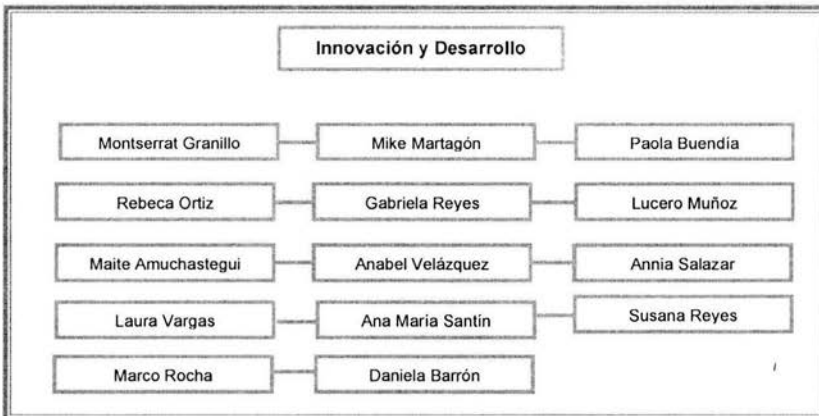 Innovación y Desarrollo
Montserrat Granillo Mike Martagón Paola Buendía
Rebeca Ortiz Gabriela Reyes Lucero Muñoz
Maite Amuchastegui Anabel Velázquez Annia Salazar
Laura Vargas Ana María Santín Susana Reyes
Marco Rocha Daniela Barrón